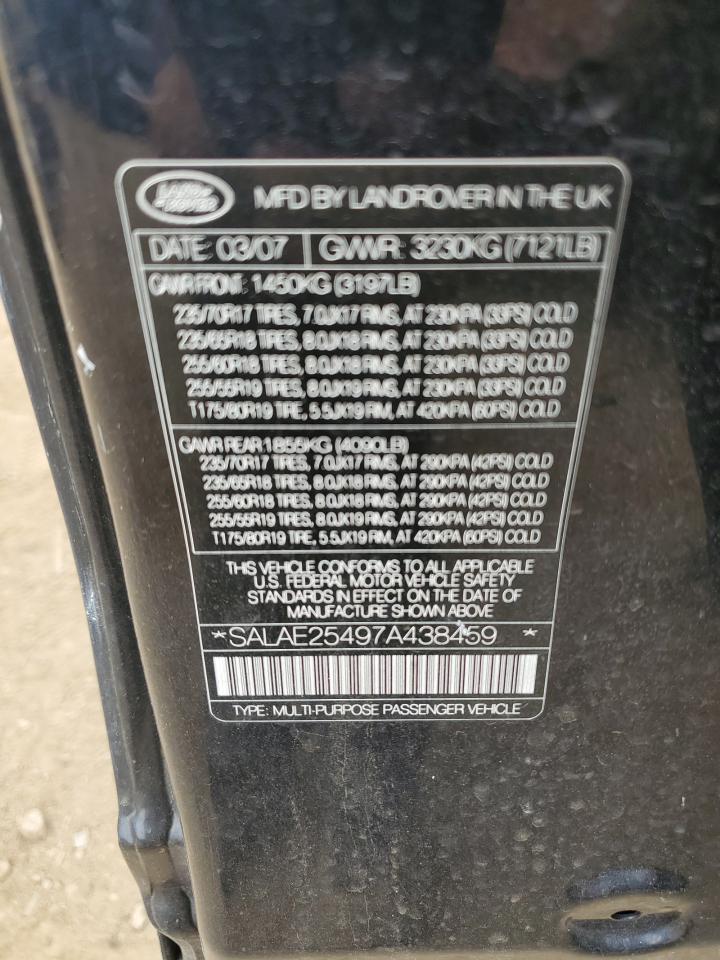 LAND ROVER
MFD BY LANDROVER IN THE UK
DATE: 03/07 GVWR: 3230KG (7121LB)
GAWR FRONT: 1450KG (3197LB)
235/70R17 TIRES, 7.0JX17 RIMS, AT 230KPA (33PSI) COLD
235/65R18 TIRES, 8.0JX18 RIMS, AT 230KPA (33PSI) COLD
255/60R18 TIRES, 8.0JX18 RIMS, AT 230KPA (33PSI) COLD
255/55R19 TIRES, 8.0JX19 RIMS, AT 230KPA (33PSI) COLD
T175/80R19 TIRE, 5.5JX19 RIM, AT 420KPA (60PSI) COLD
GAWR REAR 1855KG (4090LB)
235/70R17 TIRES, 7.0JX17 RIMS, AT 290KPA (42PSI) COLD
235/65R18 TIRES, 8.0JX18 RIMS, AT 290KPA (42PSI) COLD
255/60R18 TIRES, 8.0JX18 RIMS, AT 290KPA (42PSI) COLD
255/55R19 TIRES, 8.0JX19 RIMS, AT 290KPA (42PSI) COLD
T175/80R19 TIRE, 5.5JX19 RIM, AT 420KPA (60PSI) COLD
THIS VEHICLE CONFORMS TO ALL APPLICABLE
U.S. FEDERAL MOTOR VEHICLE SAFETY
STANDARDS IN EFFECT ON THE DATE OF
MANUFACTURE SHOWN ABOVE
*SALAE25497A438459 *
TYPE: MULTI-PURPOSE PASSENGER VEHICLE